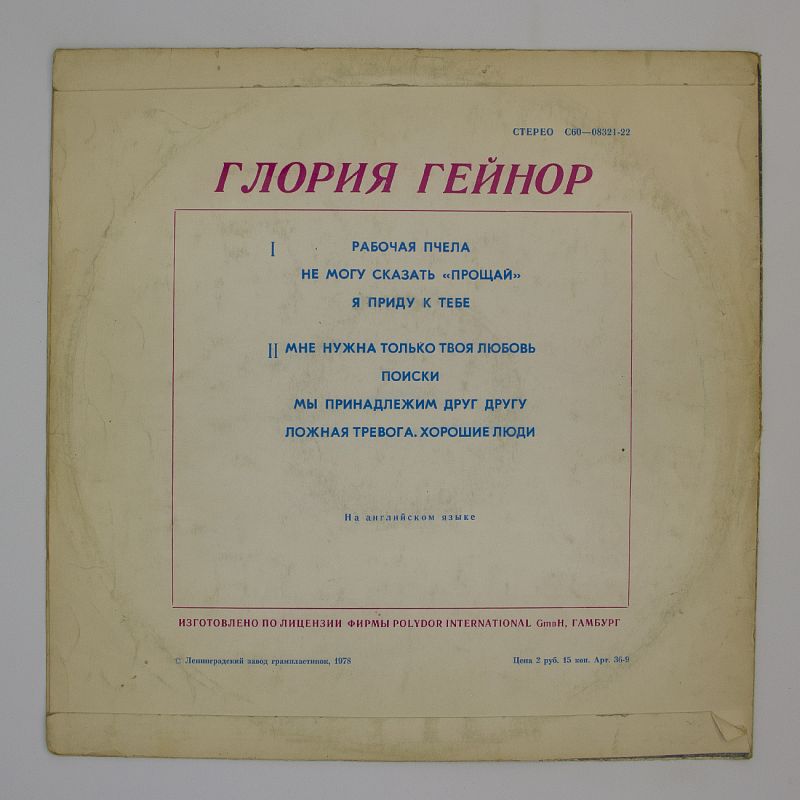 СТЕРЕО С60—08321-22
ГЛОРИЯ ГЕЙНОР
I РАБОЧАЯ ПЧЕЛА
НЕ МОГУ СКАЗАТЬ «ПРОЩАЙ»
Я ПРИДУ К ТЕБЕ
II МНЕ НУЖНА ТОЛЬКО ТВОЯ ЛЮБОВЬ
ПОИСКИ
МЫ ПРИНАДЛЕЖИМ ДРУГ ДРУГУ
ЛОЖНАЯ ТРЕВОГА. ХОРОШИЕ ЛЮДИ
На английском языке
ИЗГОТОВЛЕНО ПО ЛИЦЕНЗИИ ФИРМЫ POLYDOR INTERNATIONAL GmbH, ГАМБУРГ
© Ленинградский завод грампластинок, 1978
Цена 2 руб. 15 коп. Арт. 36-9